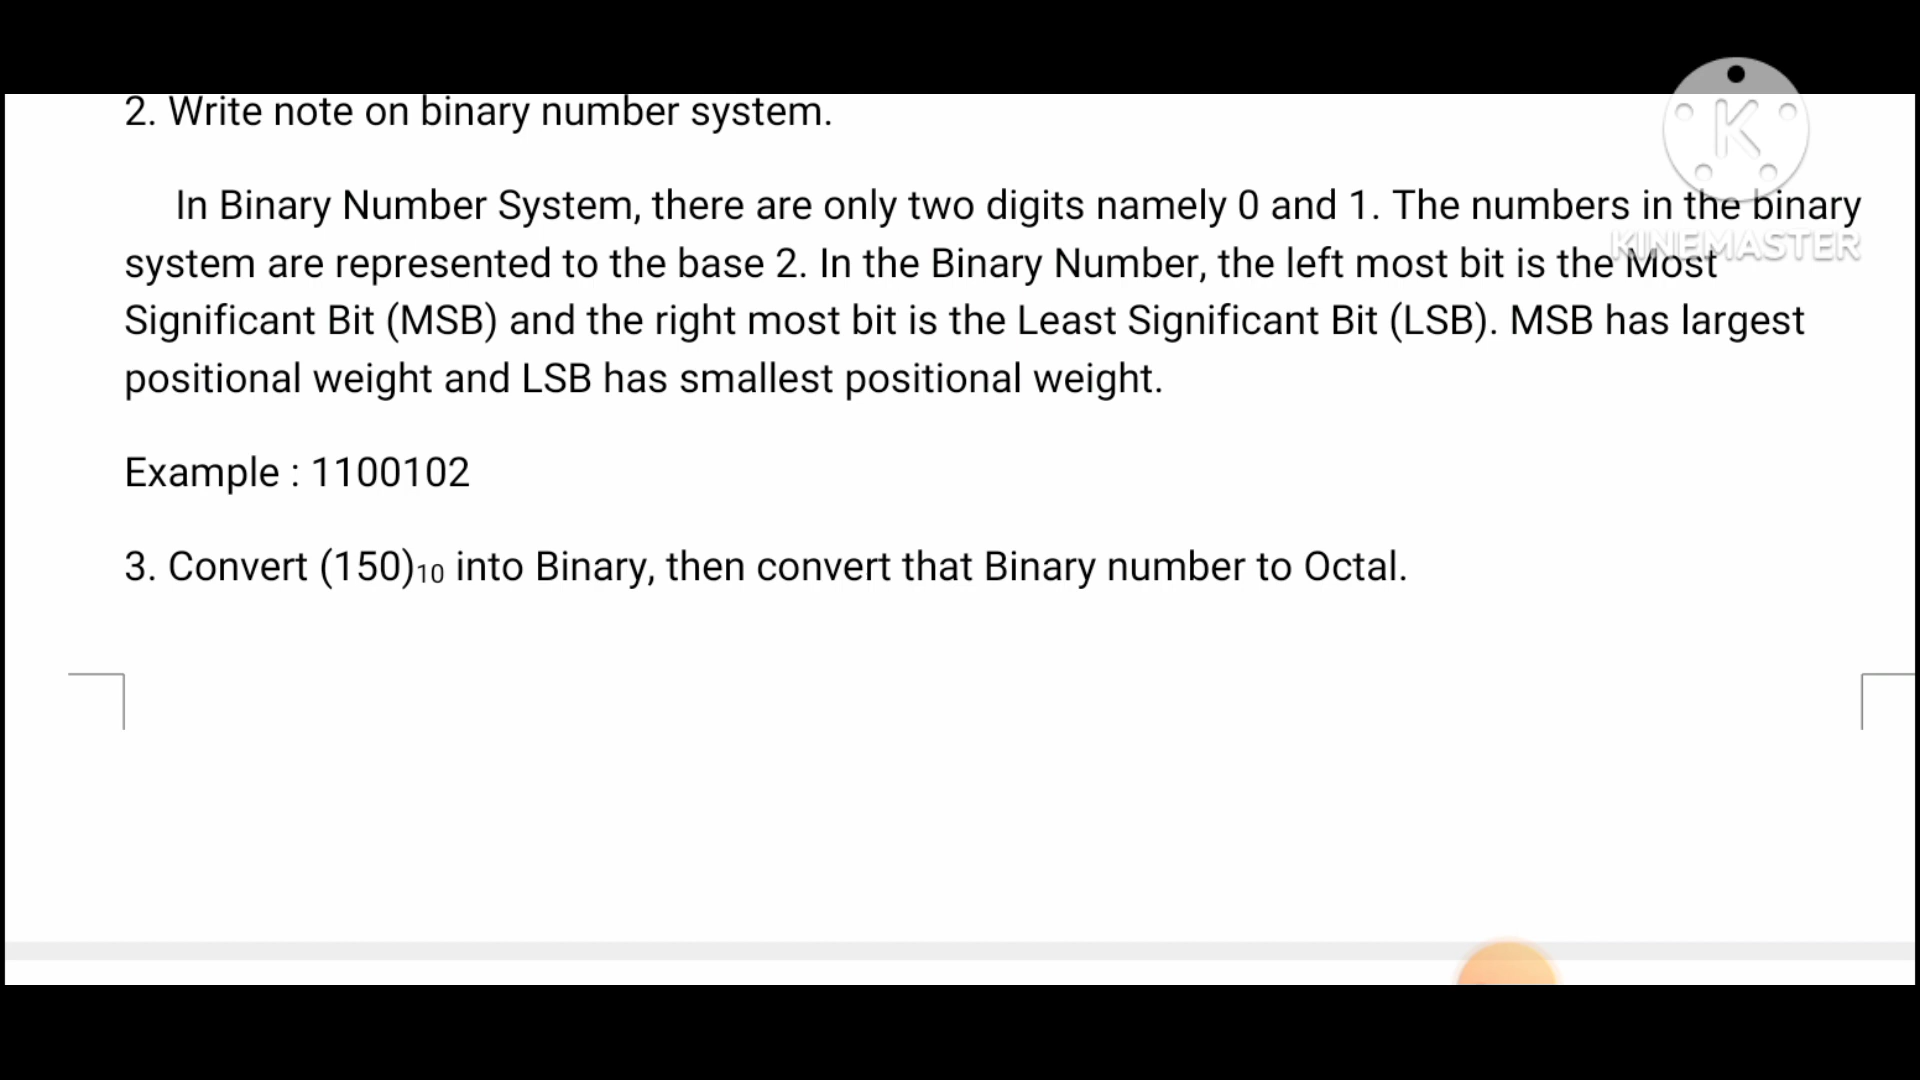 2. Write note on binary number system.
In Binary Number System, there are only two digits namely 0 and 1. The numbers in the binary
system are represented to the base 2. In the Binary Number, the left most bit is the Most
Significant Bit (MSB) and the right most bit is the Least Significant Bit (LSB). MSB has largest
positional weight and LSB has smallest positional weight.
Example : 1100102
3. Convert (150)₁₀ into Binary, then convert that Binary number to Octal.
K
KINEMASTER